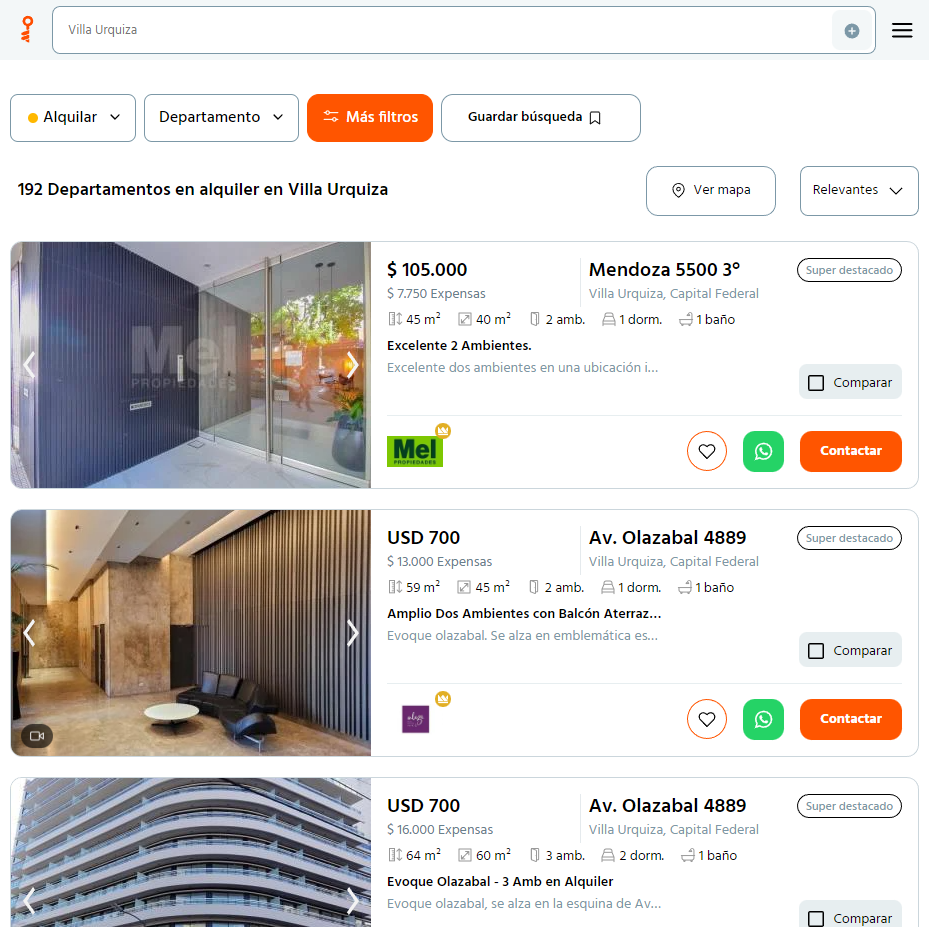 Villa Urquiza
Alquilar
Departamento
Más filtros
Guardar búsqueda
192 Departamentos en alquiler en Villa Urquiza
Ver mapa
Relevantes
Mel
PROPIEDADES
$ 105.000
Mendoza 5500 3°
Super destacado
$ 7.750 Expensas
Villa Urquiza, Capital Federal
45 m² 40 m² 2 amb. 1 dorm. 1 baño
Excelente 2 Ambientes.
Excelente dos ambientes en una ubicación i...
Comparar
Mel
PROPIEDADES
Contactar
USD 700
Av. Olazabal 4889
Super destacado
$ 13.000 Expensas
Villa Urquiza, Capital Federal
59 m² 45 m² 2 amb. 1 dorm. 1 baño
Amplio Dos Ambientes con Balcón Aterraz...
Evoque olazabal. Se alza en emblemática es...
Comparar
Contactar
USD 700
Av. Olazabal 4889
Super destacado
$ 16.000 Expensas
Villa Urquiza, Capital Federal
64 m² 60 m² 3 amb. 2 dorm. 1 baño
Evoque Olazabal - 3 Amb en Alquiler
Evoque olazabal, se alza en la esquina de Av...
Comparar